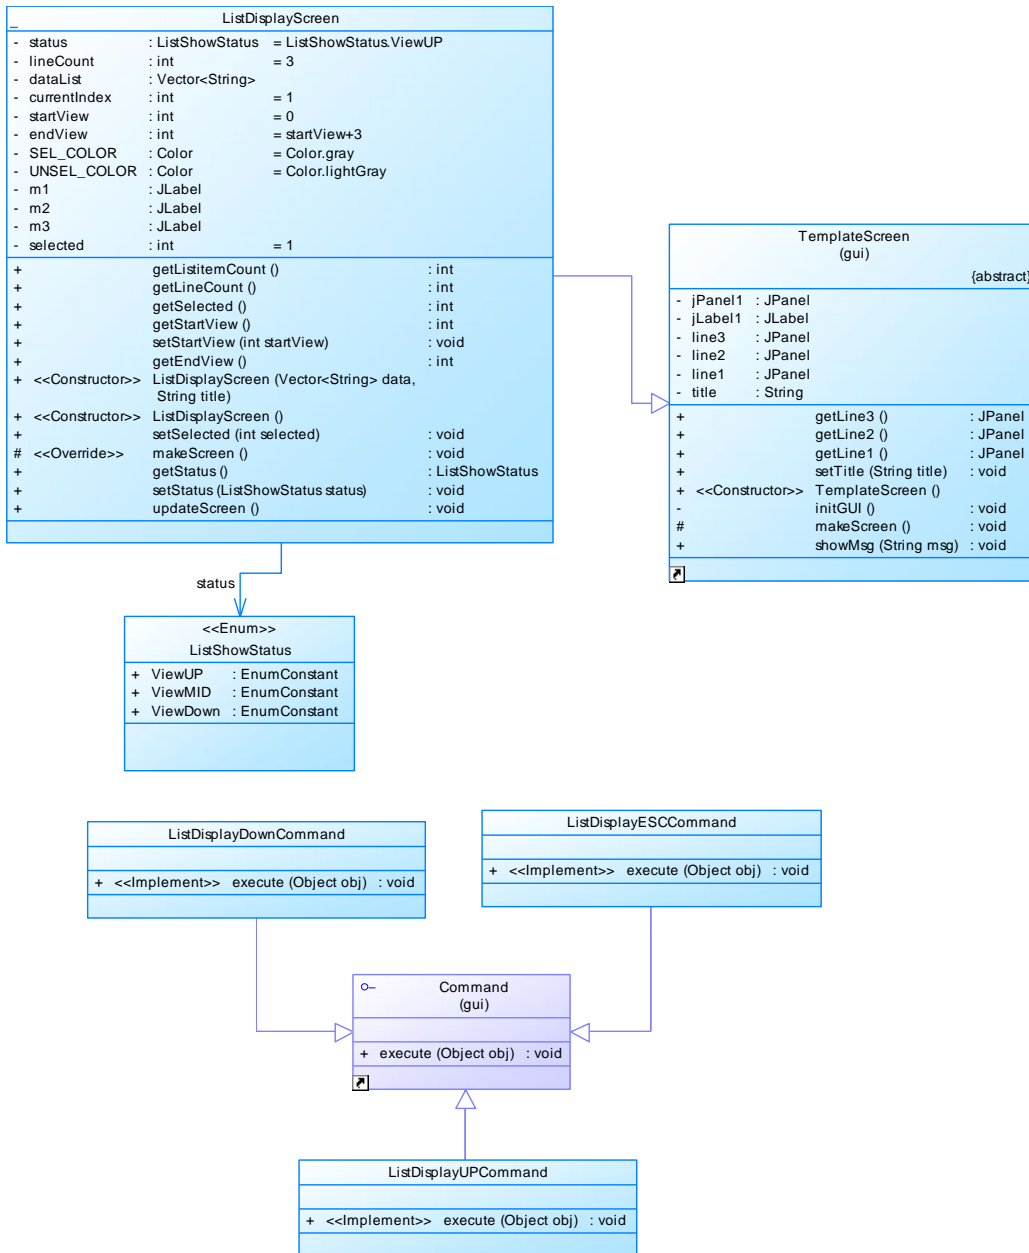 ListDisplayScreen
- status : ListShowStatus = ListShowStatus.ViewUP
- lineCount : int = 3
- dataList : Vector<String>
- currentIndex : int = 1
- startView : int = 0
- endView : int = startView+3
- SEL_COLOR : Color = Color.gray
- UNSEL_COLOR : Color = Color.lightGray
- m1 : JLabel
- m2 : JLabel
- m3 : JLabel
- selected : int = 1
+ getListitemCount () : int
+ getLineCount () : int
+ getSelected () : int
+ getStartView () : int
+ setStartView (int startView) : void
+ getEndView () : int
+ <<Constructor>> ListDisplayScreen (Vector<String> data,
String title)
+ <<Constructor>> ListDisplayScreen ()
+ setSelected (int selected) : void
# <<Override>> makeScreen () : void
+ getStatus () : ListShowStatus
+ setStatus (ListShowStatus status) : void
+ updateScreen () : void
TemplateScreen
(gui)
{abstract}
- jPanel1 : JPanel
- jLabel1 : JLabel
- line3 : JPanel
- line2 : JPanel
- line1 : JPanel
- title : String
+ getLine3 () : JPanel
+ getLine2 () : JPanel
+ getLine1 () : JPanel
+ setTitle (String title) : void
+ <<Constructor>> TemplateScreen ()
- initGUI () : void
# makeScreen () : void
+ showMsg (String msg) : void
status
<<Enum>>
ListShowStatus
+ ViewUP : EnumConstant
+ ViewMID : EnumConstant
+ ViewDown : EnumConstant
ListDisplayDownCommand
+ <<Implement>> execute (Object obj) : void
ListDisplayESCCommand
+ <<Implement>> execute (Object obj) : void
Command
(gui)
+ execute (Object obj) : void
ListDisplayUPCommand
+ <<Implement>> execute (Object obj) : void